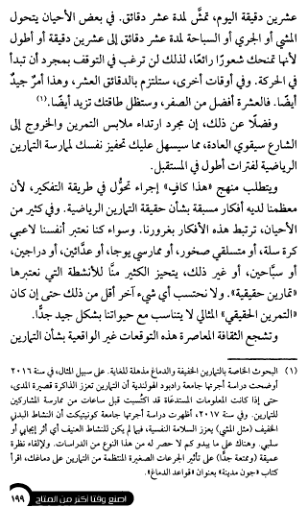 عشرين دقيقة اليوم، تمشَّ لمدة عشر دقائق. في بعض الأحيان يتحول
المشي أو الجري أو السباحة لمدة عشر دقائق إلى عشرين دقيقة أو أطول
لأنها تمنحك شعورًا رائعًا، لذلك لن ترغب في التوقف بمجرد أن تبدأ
في الحركة. وفي أوقات أخرى، ستلتزم بالدقائق العشر، وهذا أمرٌ جيدٌ
أيضًا. فالعشرة أفضل من الصفر، وستظل طاقتك تزيد أيضًا.(١)
وفضلًا عن ذلك، إن مجرد ارتداء ملابس التمرين والخروج إلى
الشارع سيقوي العادة، مما سيسهل عليك تحفيز نفسك لممارسة التمارين
الرياضية لفترات أطول في المستقبل.
ويتطلب منهج «هذا كافٍ» إجراء تحوُّل في طريقة التفكير، لأن
معظمنا لديه أفكار مسبقة بشأن حقيقة التمارين الرياضية. وفي كثير من
الأحيان، ترتبط هذه الأفكار بغرورنا. وسواء كنا نعتبر أنفسنا لاعبي
كرة سلة، أو متسلقي صخور، أو ممارسي يوجا، أو عدَّائين، أو دراجين،
أو سبَّاحين، أو غير ذلك، يتحيز الكثير منَّا للأنشطة التي نعتبرها
«تمارين حقيقية». ولا نحتسب أي شيء آخر أقل من ذلك حتى إن كان
«التمرين الحقيقي» المثالي لا يتناسب مع حيواتنا بشكل جيد جدًّا.
وتشجع الثقافة المعاصرة هذه التوقعات غير الواقعية بشأن التمارين
(١) البحوث الخاصة بالتمارين الخفيفة والدماغ مذهلة للغاية. على سبيل المثال، في سنة ٢٠١٦
أوضحت دراسة أجرتها جامعة رادبود الهولندية أن التمارين تعزز الذاكرة قصيرة المدى،
حتى إذا كانت المعلومات المستدعاة قد اكتُسبت قبل ساعات من ممارسة المشاركين
للتمارين. وفي سنة ٢٠١٧، أظهرت دراسة أجرتها جامعة كونيتيكت أن النشاط البدني
الخفيف (مثل المشي) يعزز السلامة النفسية، فيما لم يكن للنشاط العنيف أي أثر إيجابي أو
سلبي. وهناك على ما يبدو كم لا حصر له من هذا النوع من الدراسات. ولإلقاء نظرة
عميقة (وممتعة جدًّا) على تأثير الجرعات الصغيرة المنتظمة من التمارين على دماغك، اقرأ
كتاب «جون مدينة» بعنوان «قواعد الدماغ».
اصنع وقتًا أكثر من المتاح ١٩٩